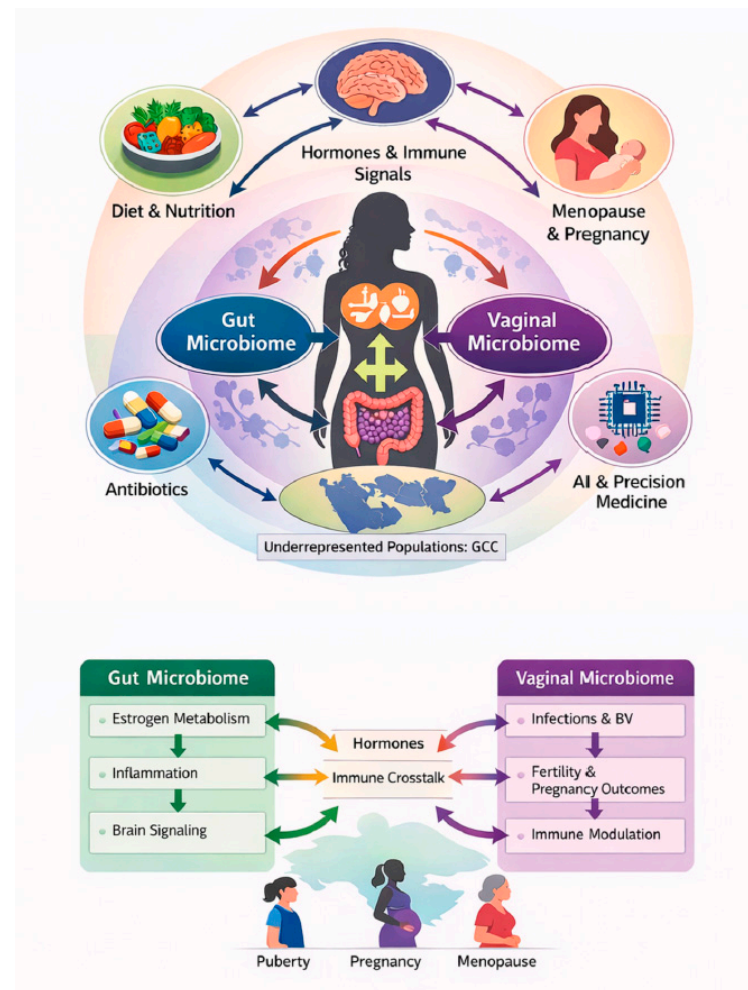 Hormones & Immune
Signals
Diet & Nutrition
Menopause
& Pregnancy
Gut
Microbiome
Vaginal
Microbiome
Antibiotics
All & Precision
Medicine
Underrepresented Populations: GCC
Gut Microbiome
Vaginal Microbiome
Estrogen Metabolism
Infections & BV
Hormones
Inflammation
Immune Crosstalk
Fertility &
Pregnancy Outcomes
Brain Signaling
Immune Modulation
Puberty
Pregnancy
Menopause